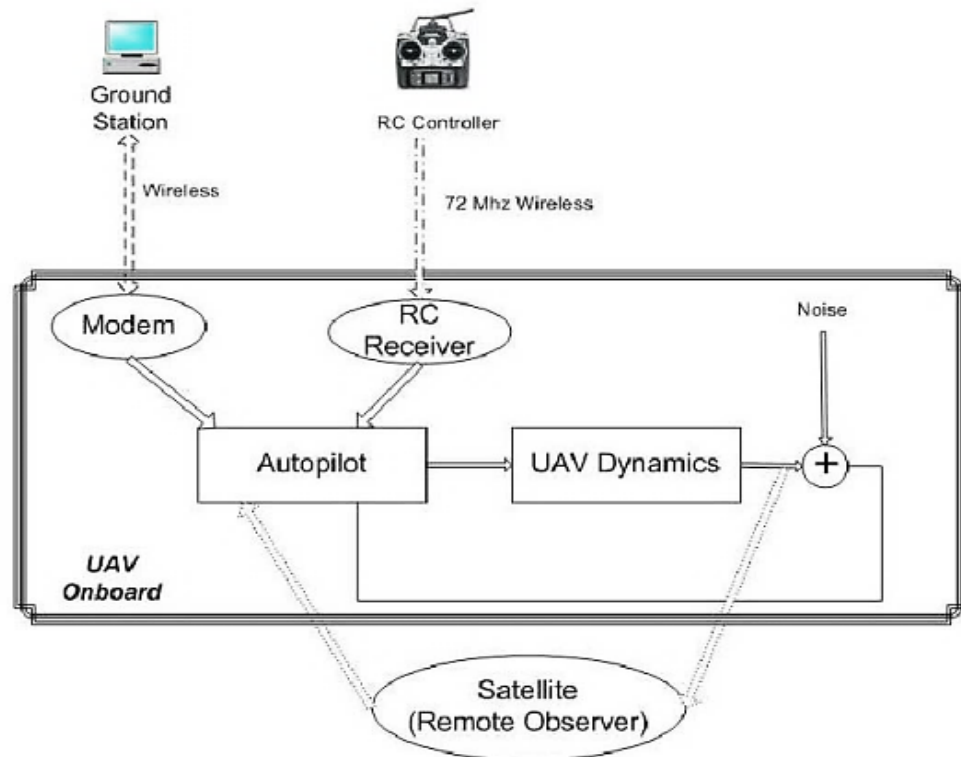 Ground
Station
RC Controller
Wireless
72 Mhz Wireless
Modem
RC
Receiver
Noise
Autopilot
UAV Dynamics
+
UAV
Onboard
Satellite
(Remote Observer)